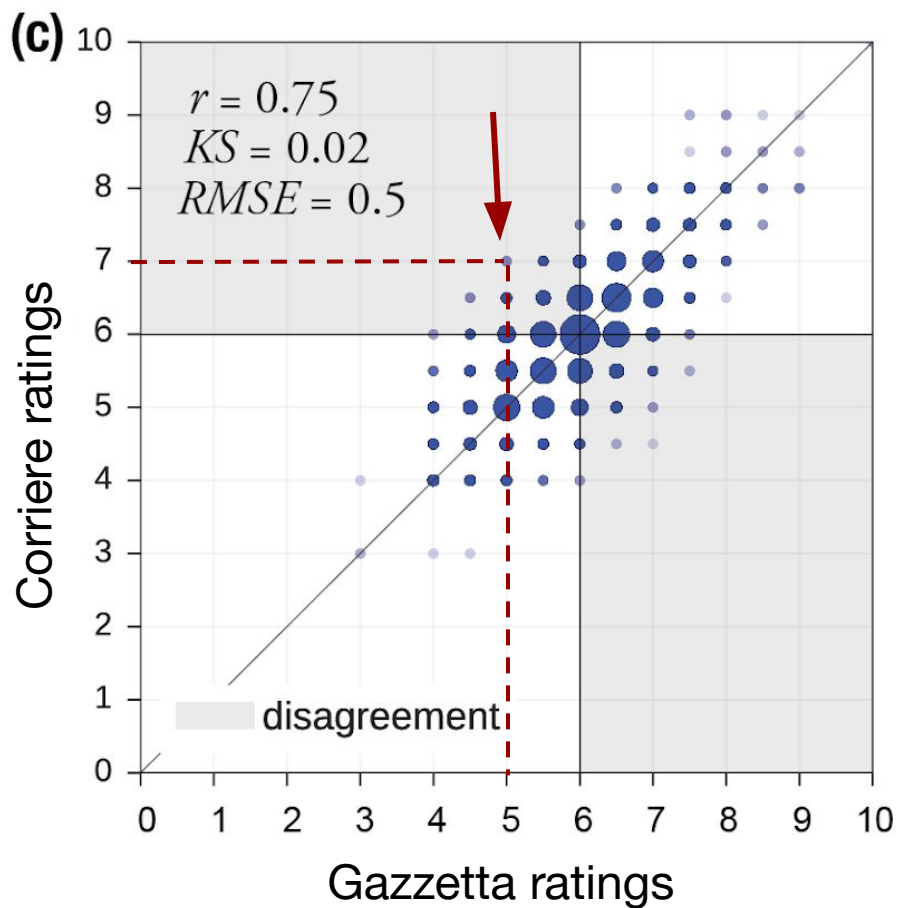 (c)
r = 0.75
KS = 0.02
RMSE = 0.5
10
9
8
7
6
5
4
3
2
1
0
Corriere ratings
disagreement
0 1 2 3 4 5 6 7 8 9 10
Gazzetta ratings